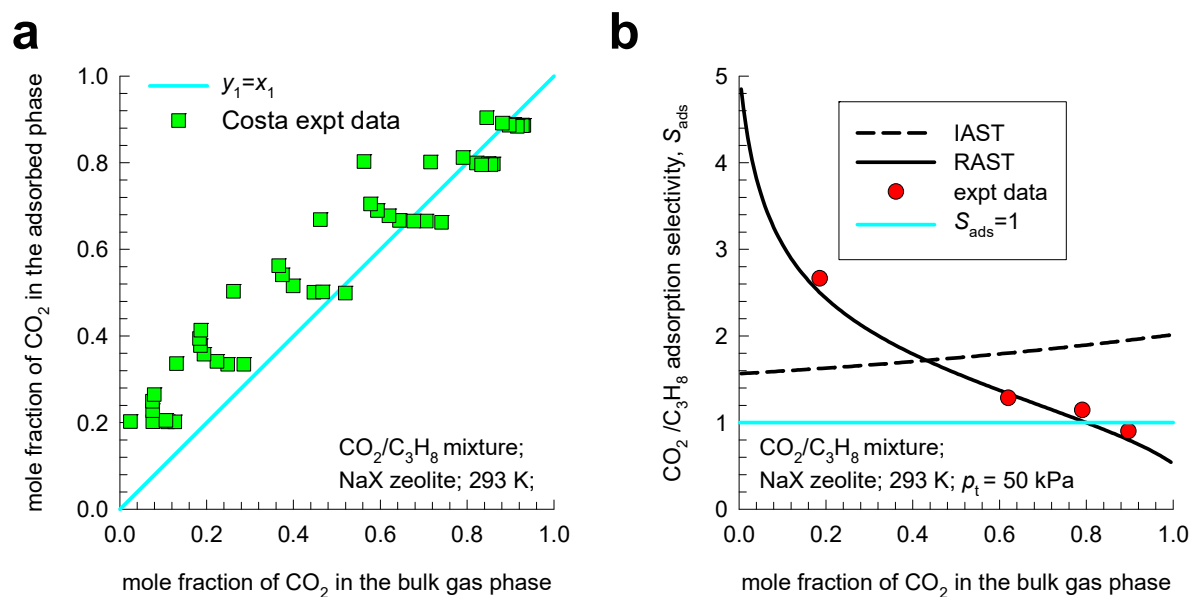 a
mole fraction of CO2 in the adsorbed phase
1.0
0.8
0.6
0.4
0.2
0.0
y1=x1
Costa expt data
CO2/C3H8 mixture;
NaX zeolite; 293 K;
0.0 0.2 0.4 0.6 0.8 1.0
mole fraction of CO2 in the bulk gas phase
b
CO2 /C3H8 adsorption selectivity, Sads
5
4
3
2
1
0
IAST
RAST
expt data
Sads=1
CO2/C3H8 mixture;
NaX zeolite; 293 K; pt = 50 kPa
0.0 0.2 0.4 0.6 0.8 1.0
mole fraction of CO2 in the bulk gas phase